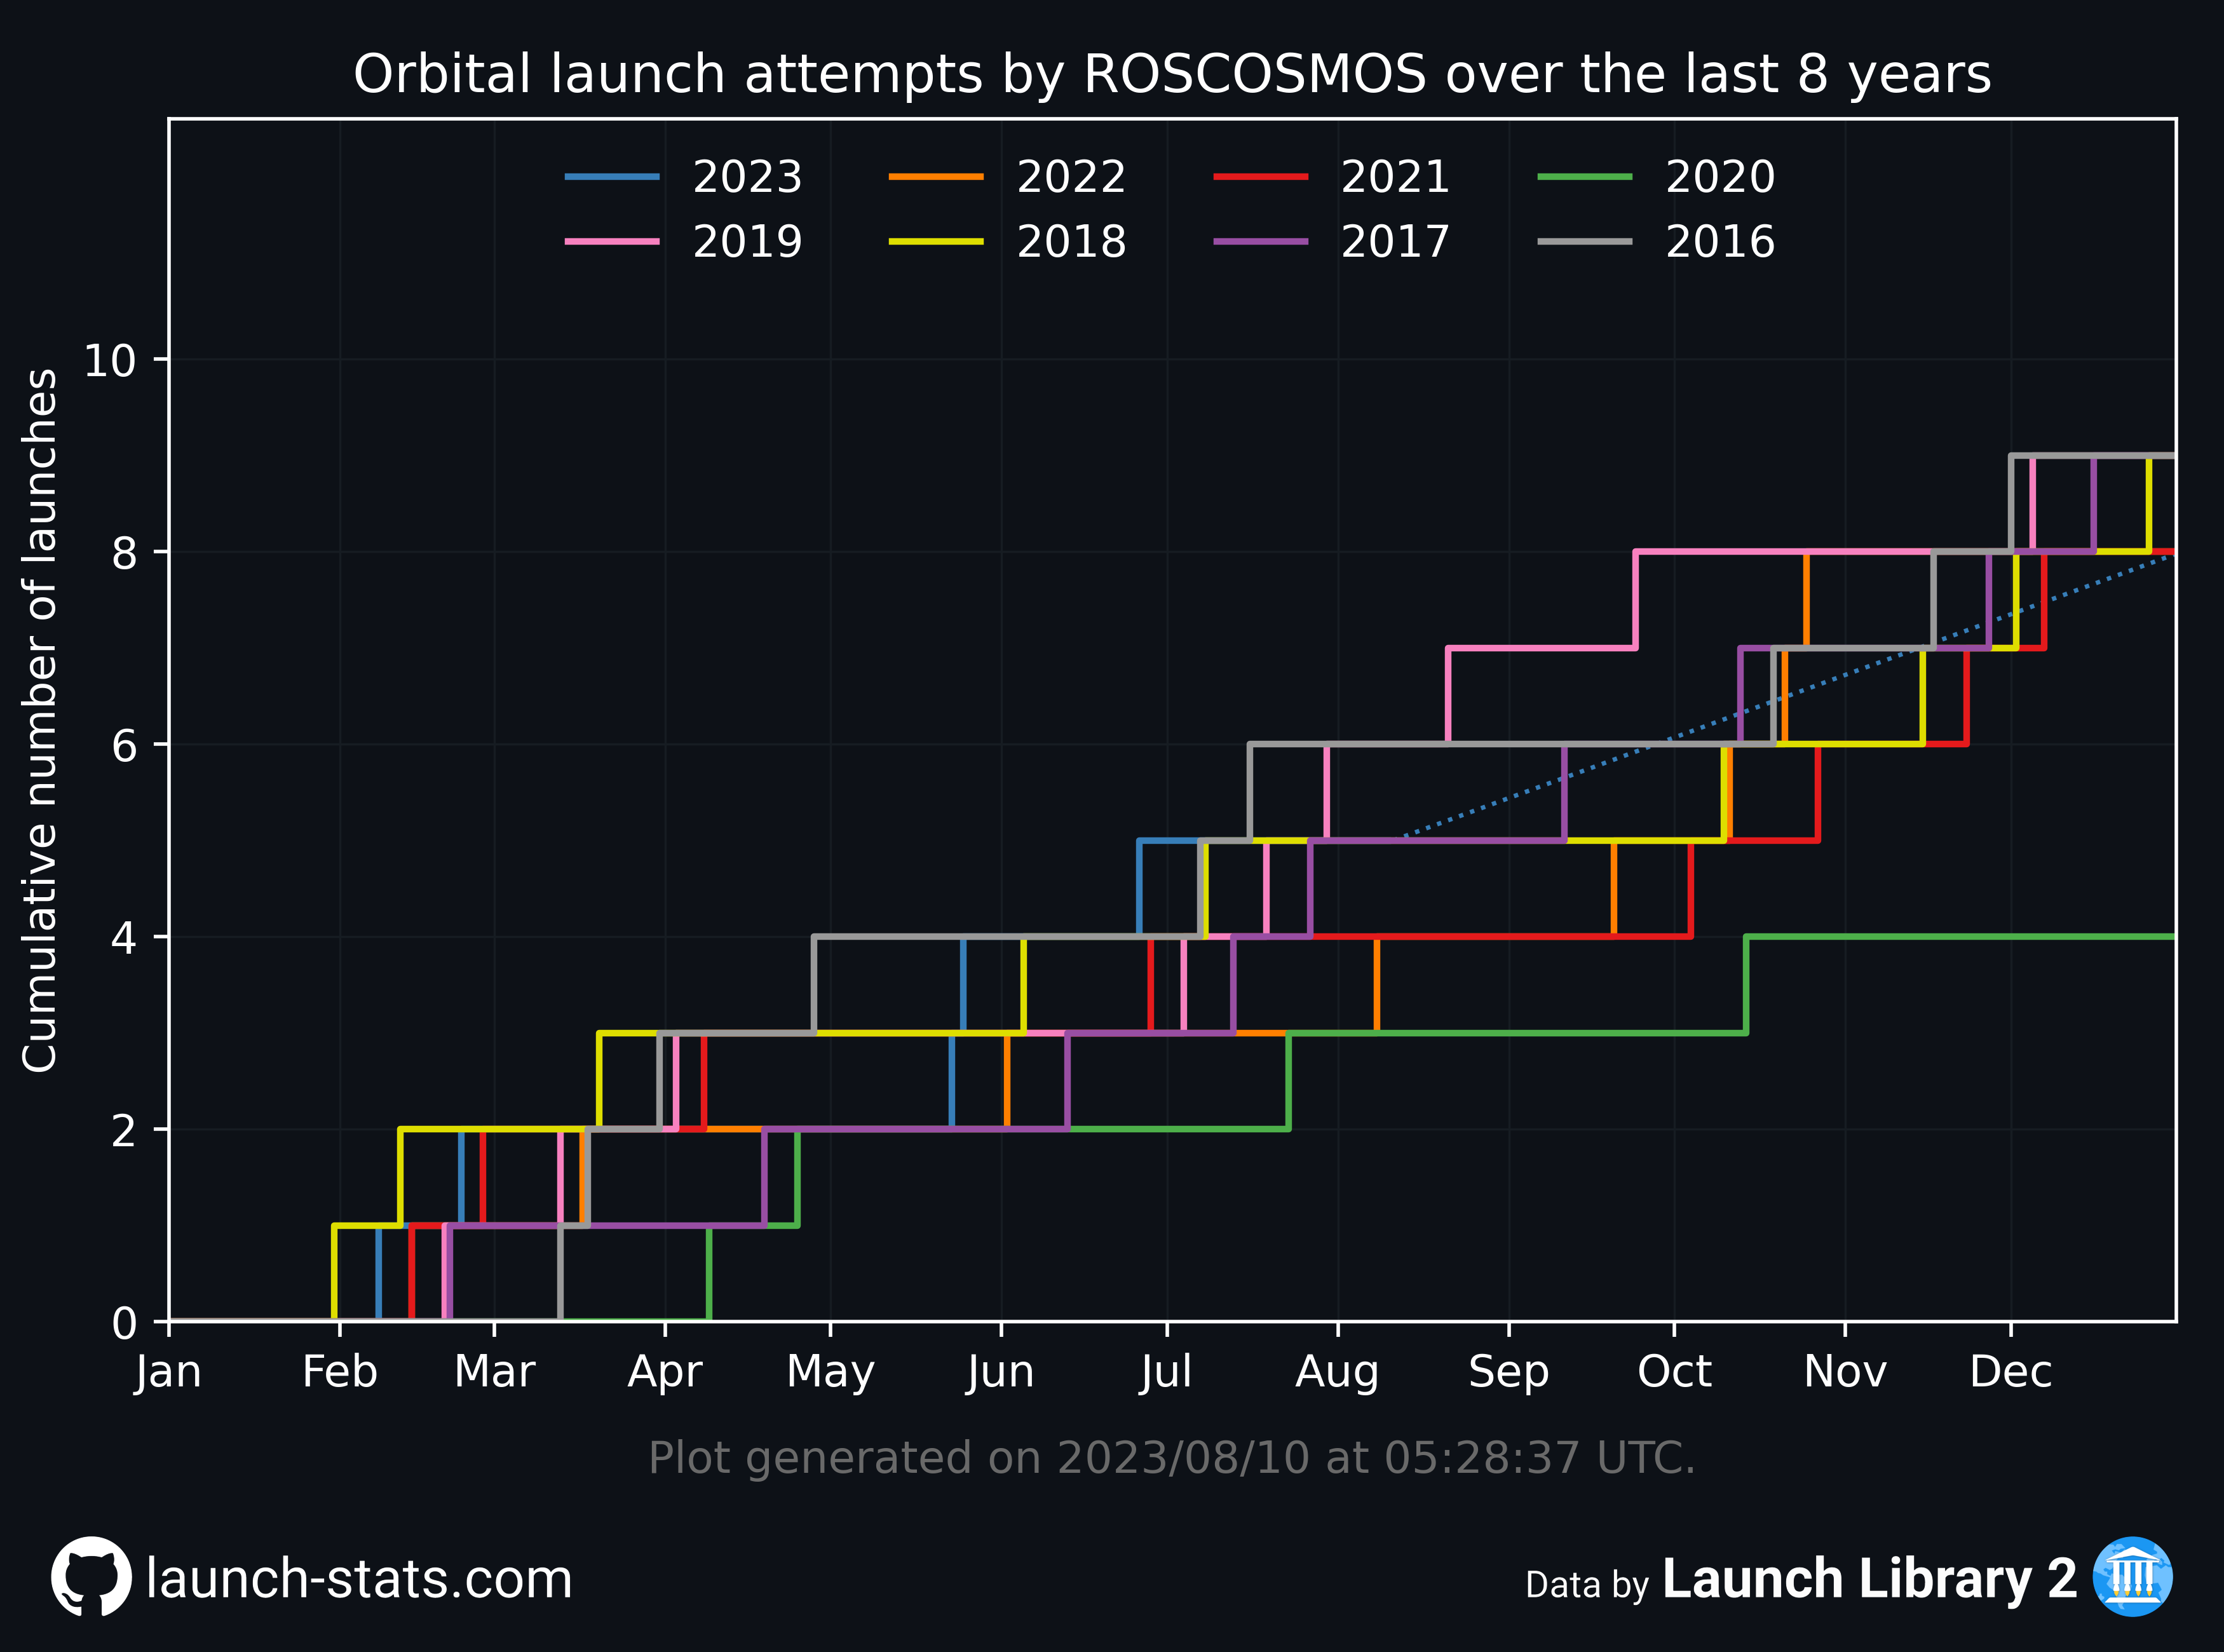 Orbital launch attempts by ROSCOSMOS over the last 8 years
2023 2022 2021 2020
2019 2018 2017 2016
Cumulative number of launches
10
8
6
4
2
0
Jan Feb Mar Apr May Jun Jul Aug Sep Oct Nov Dec
Plot generated on 2023/08/10 at 05:28:37 UTC.
launch-stats.com
Data by Launch Library 2